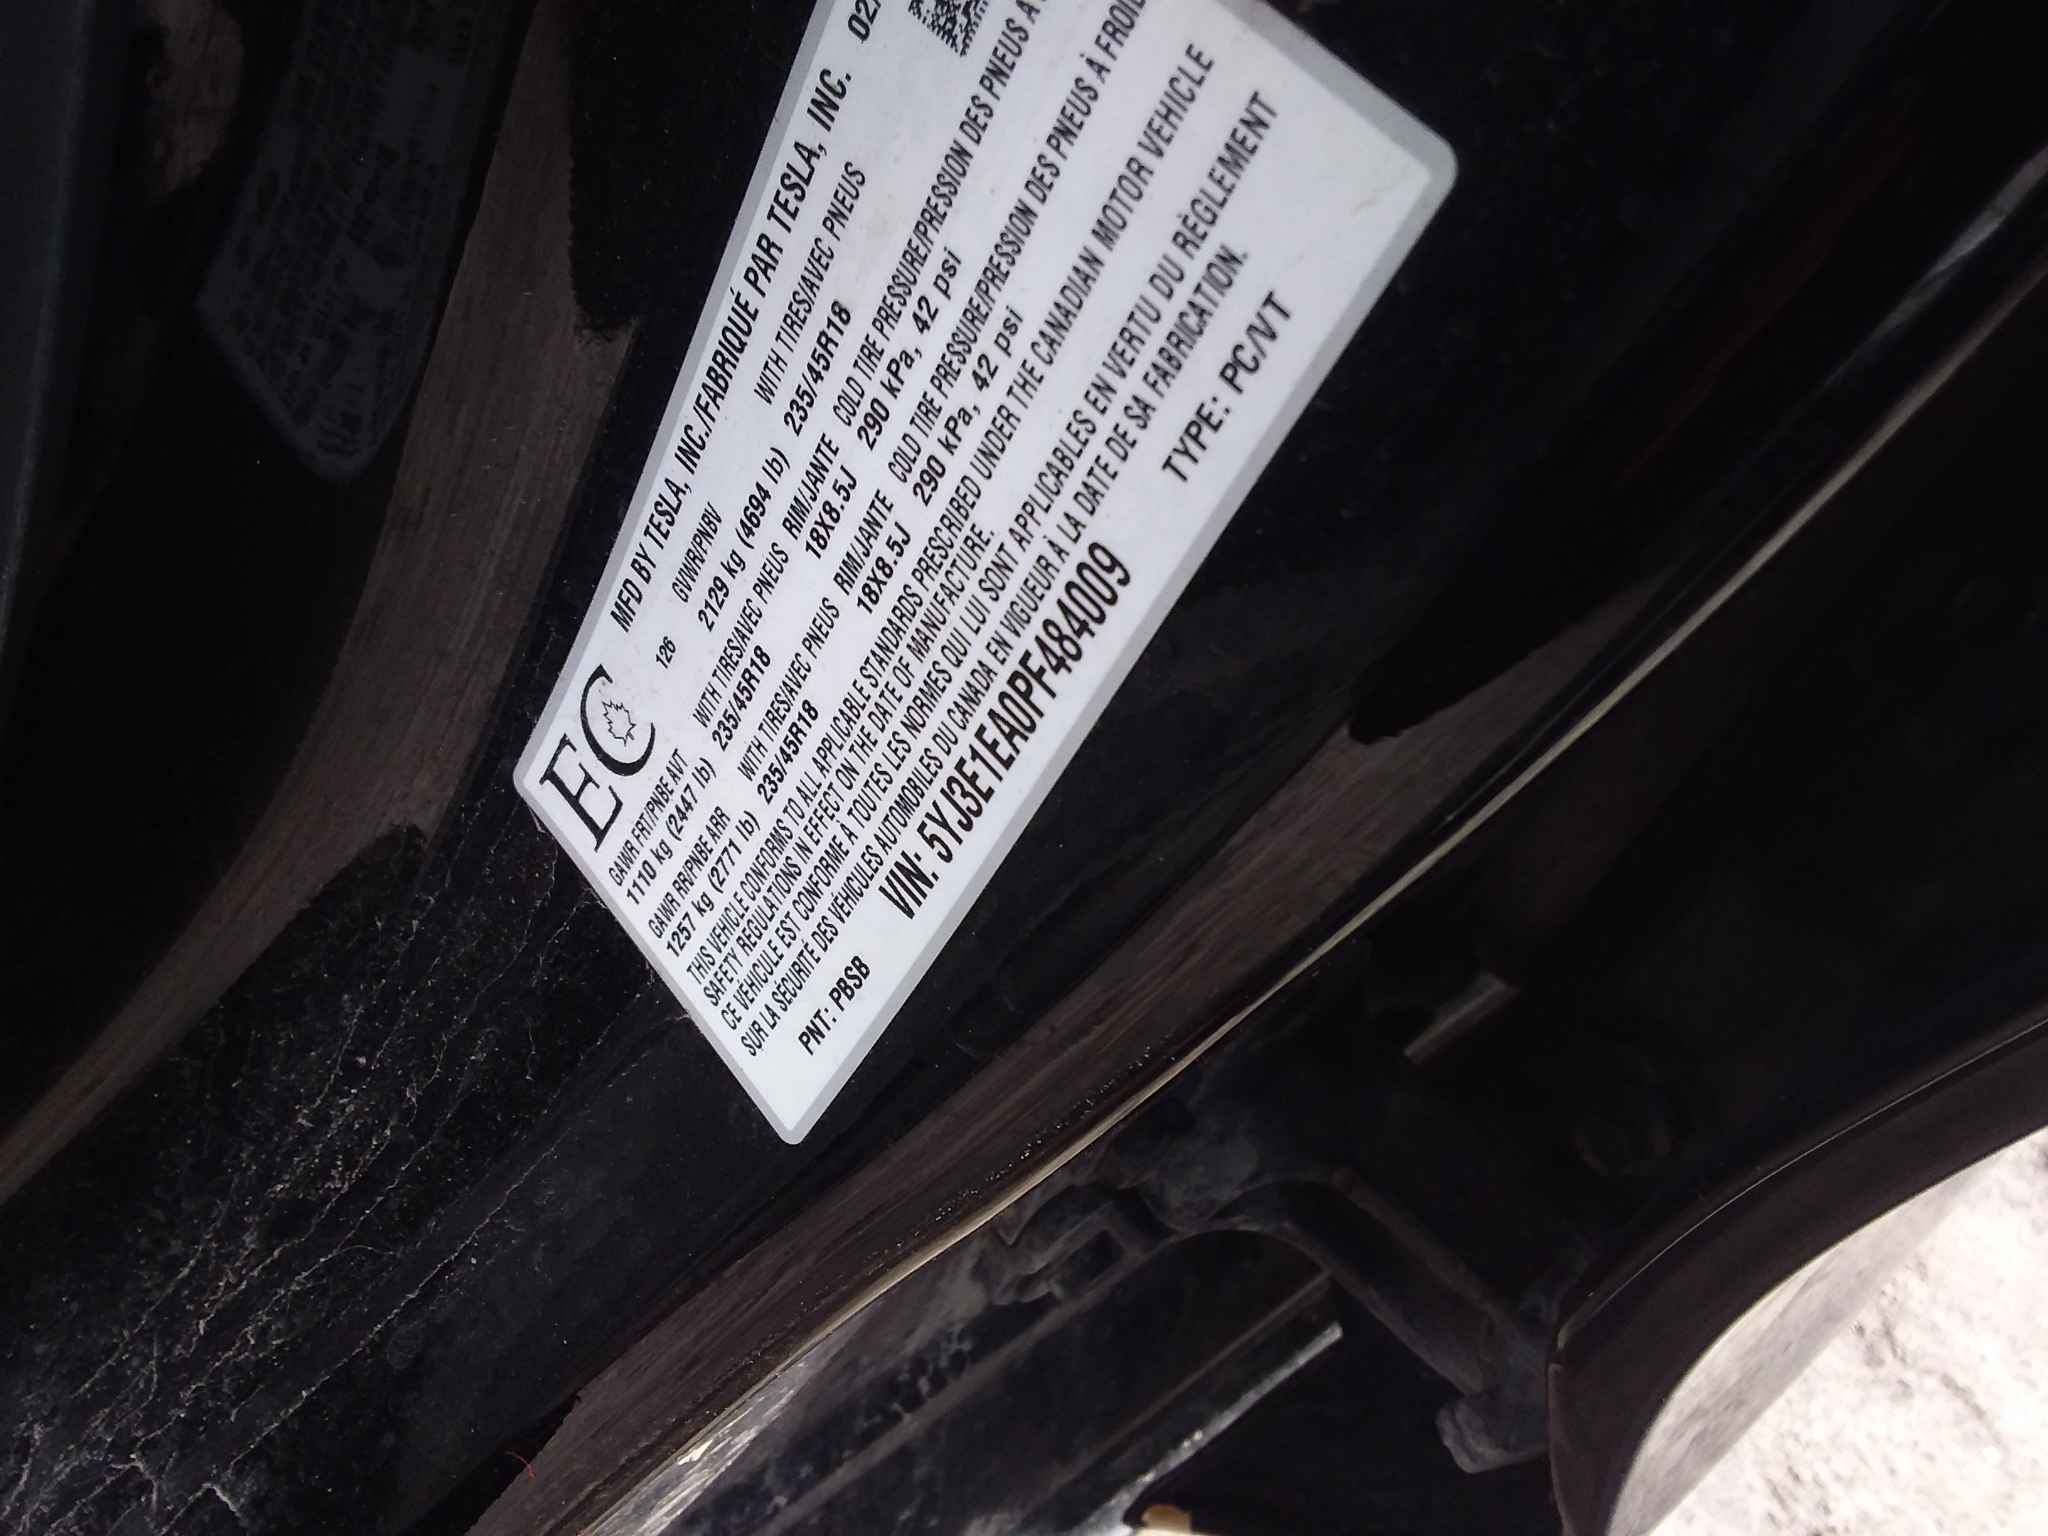 MFD BY TESLA, INC./FABRIQUÉ PAR TESLA, INC.
EC
126
GVWR/PNBV WITH TIRES/AVEC PNEUS
2129 kg (4694 lb) 235/45R18
GAWR FRT/PNBE AVT WITH TIRES/AVEC PNEUS RIM/JANTE COLD TIRE PRESSURE/PRESSION DES PNEUS À
1110 kg (2447 lb) 235/45R18 18X8.5J 290 kPa, 42 psi
GAWR RR/PNBE ARR WITH TIRES/AVEC PNEUS RIM/JANTE COLD TIRE PRESSURE/PRESSION DES PNEUS À FROID
1257 kg (2771 lb) 235/45R18 18X8.5J 290 kPa, 42 psi
THIS VEHICLE CONFORMS TO ALL APPLICABLE STANDARDS PRESCRIBED UNDER THE CANADIAN MOTOR VEHICLE
SAFETY REGULATIONS IN EFFECT ON THE DATE OF MANUFACTURE.
CE VÉHICULE EST CONFORME À TOUTES LES NORMES QUI LUI SONT APPLICABLES EN VERTU DU RÈGLEMENT
SUR LA SÉCURITÉ DES VÉHICULES AUTOMOBILES DU CANADA EN VIGUEUR À LA DATE DE SA FABRICATION.
PNT: PBSB VIN: 5YJ3E1EA0PF484009 TYPE: PC/VT